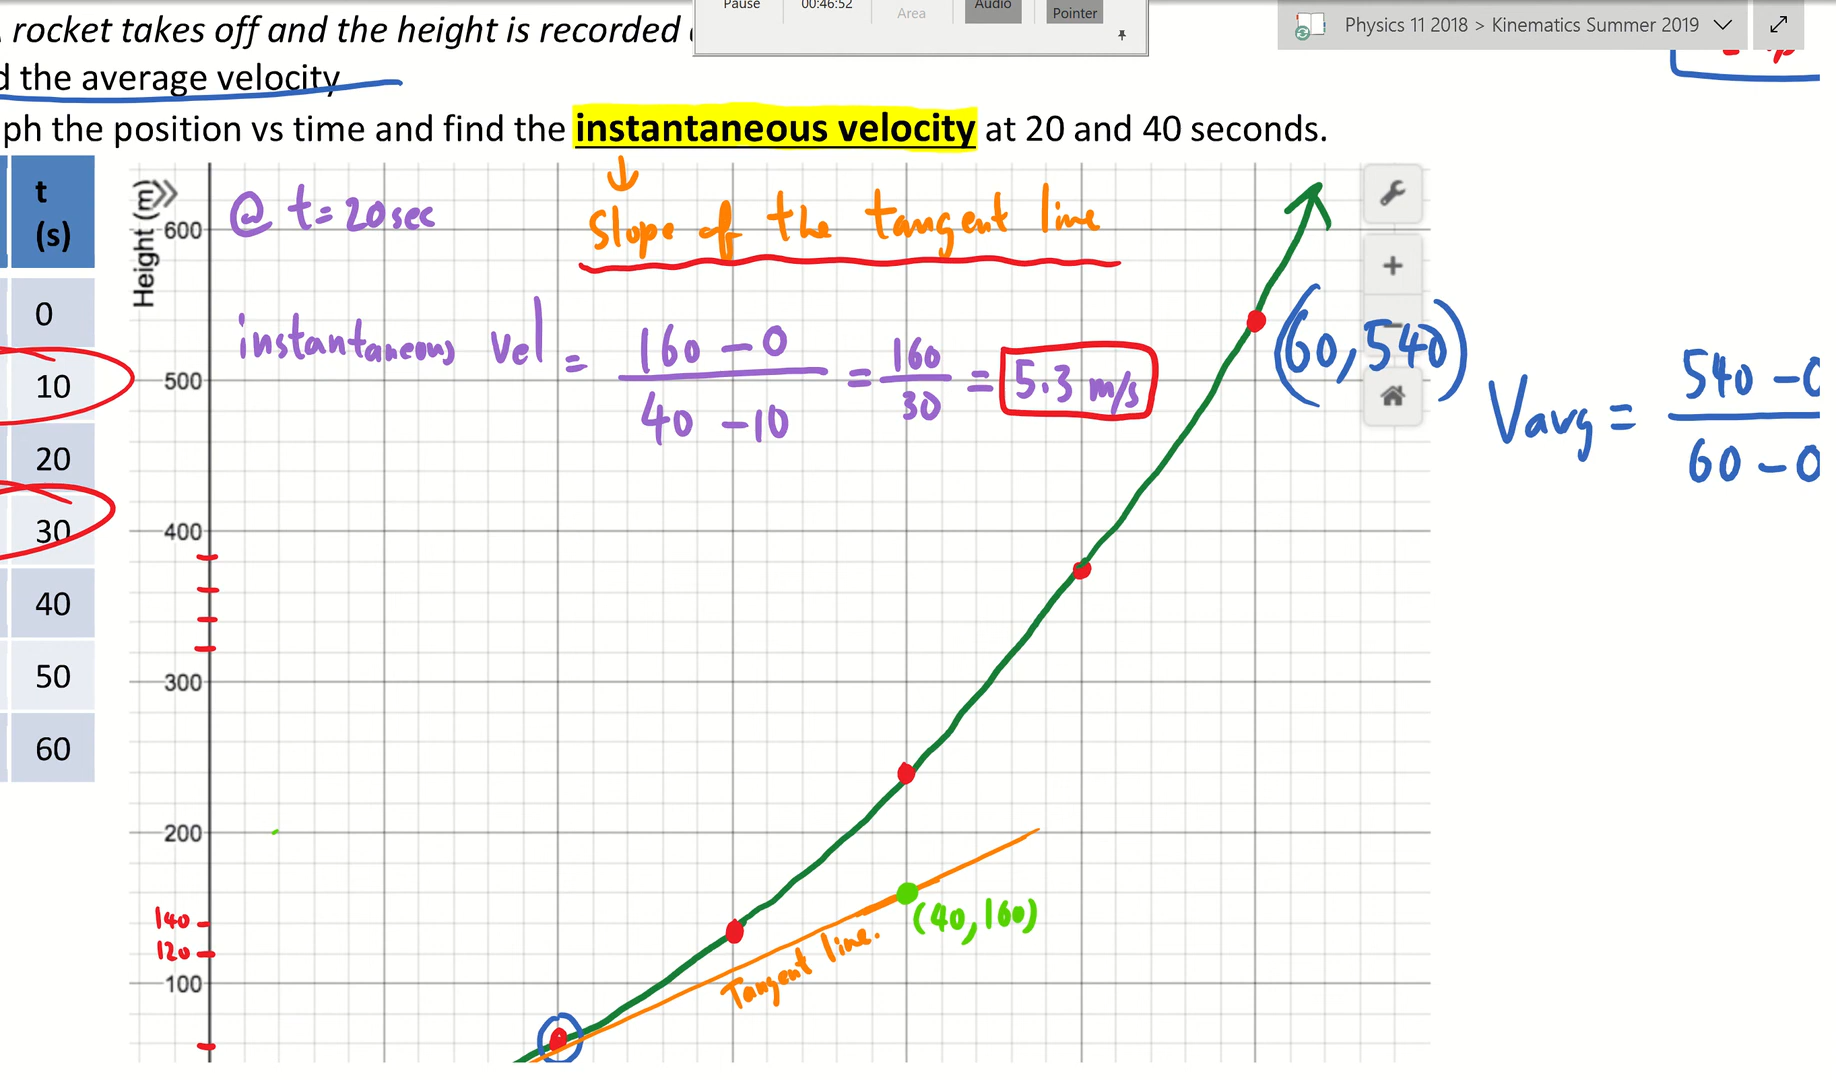 Pause
00:46:52
Area
Audio
Pointer
Physics 11 2018 > Kinematics Summer 2019
rocket takes off and the height is recorded
the average velocity
ph the position vs time and find the instantaneous velocity at 20 and 40 seconds.
t
(s)
0
10
20
30
40
50
60
Height (m)
600
500
400
300
200
140
120
100
@ t = 20 sec
slope of the tangent line
instantaneous vel = 160 - 0 / 40 - 10 = 160 / 30 = 5.3 m/s
(60, 540)
Vavg = 540 - 0 / 60 - 0
(40, 160)
Tangent line.